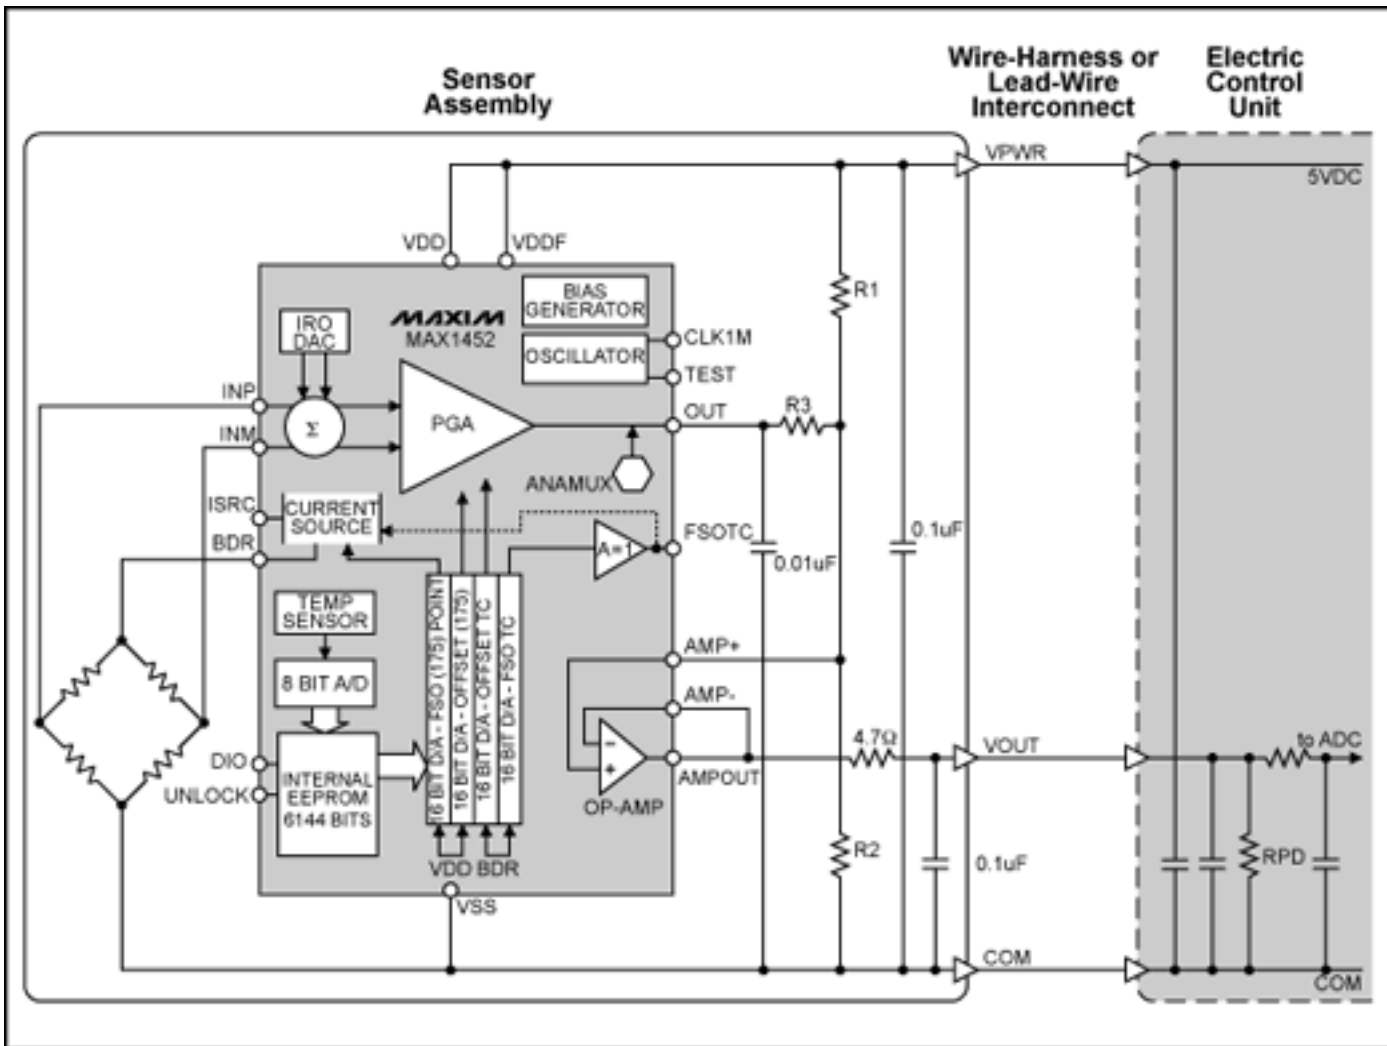 Sensor
Assembly
Wire-Harness or
Lead-Wire
Interconnect
Electric
Control
Unit
VPWR
5VDC
VDD
VDDF
BIAS
GENERATOR
R1
IRO
DAC
MAXIM
MAX1452
OSCILLATOR
CLK1M
TEST
INP
Σ
PGA
OUT
R3
INM
ANAMUX
ISRC
CURRENT
SOURCE
A=1
FSOTC
0.1uF
BDR
0.01uF
TEMP
SENSOR
16 BIT D/A - FSO (175) POINT
16 BIT D/A - OFFSET (175)
16 BIT D/A - OFFSET TC
16 BIT D/A - FSO TC
AMP+
8 BIT A/D
AMP-
4.7Ω
VOUT
to ADC
DIO
INTERNAL
EEPROM
6144 BITS
−
+
AMPOUT
UNLOCK
OP-AMP
R2
0.1uF
RPD
VDD BDR
VSS
COM
COM